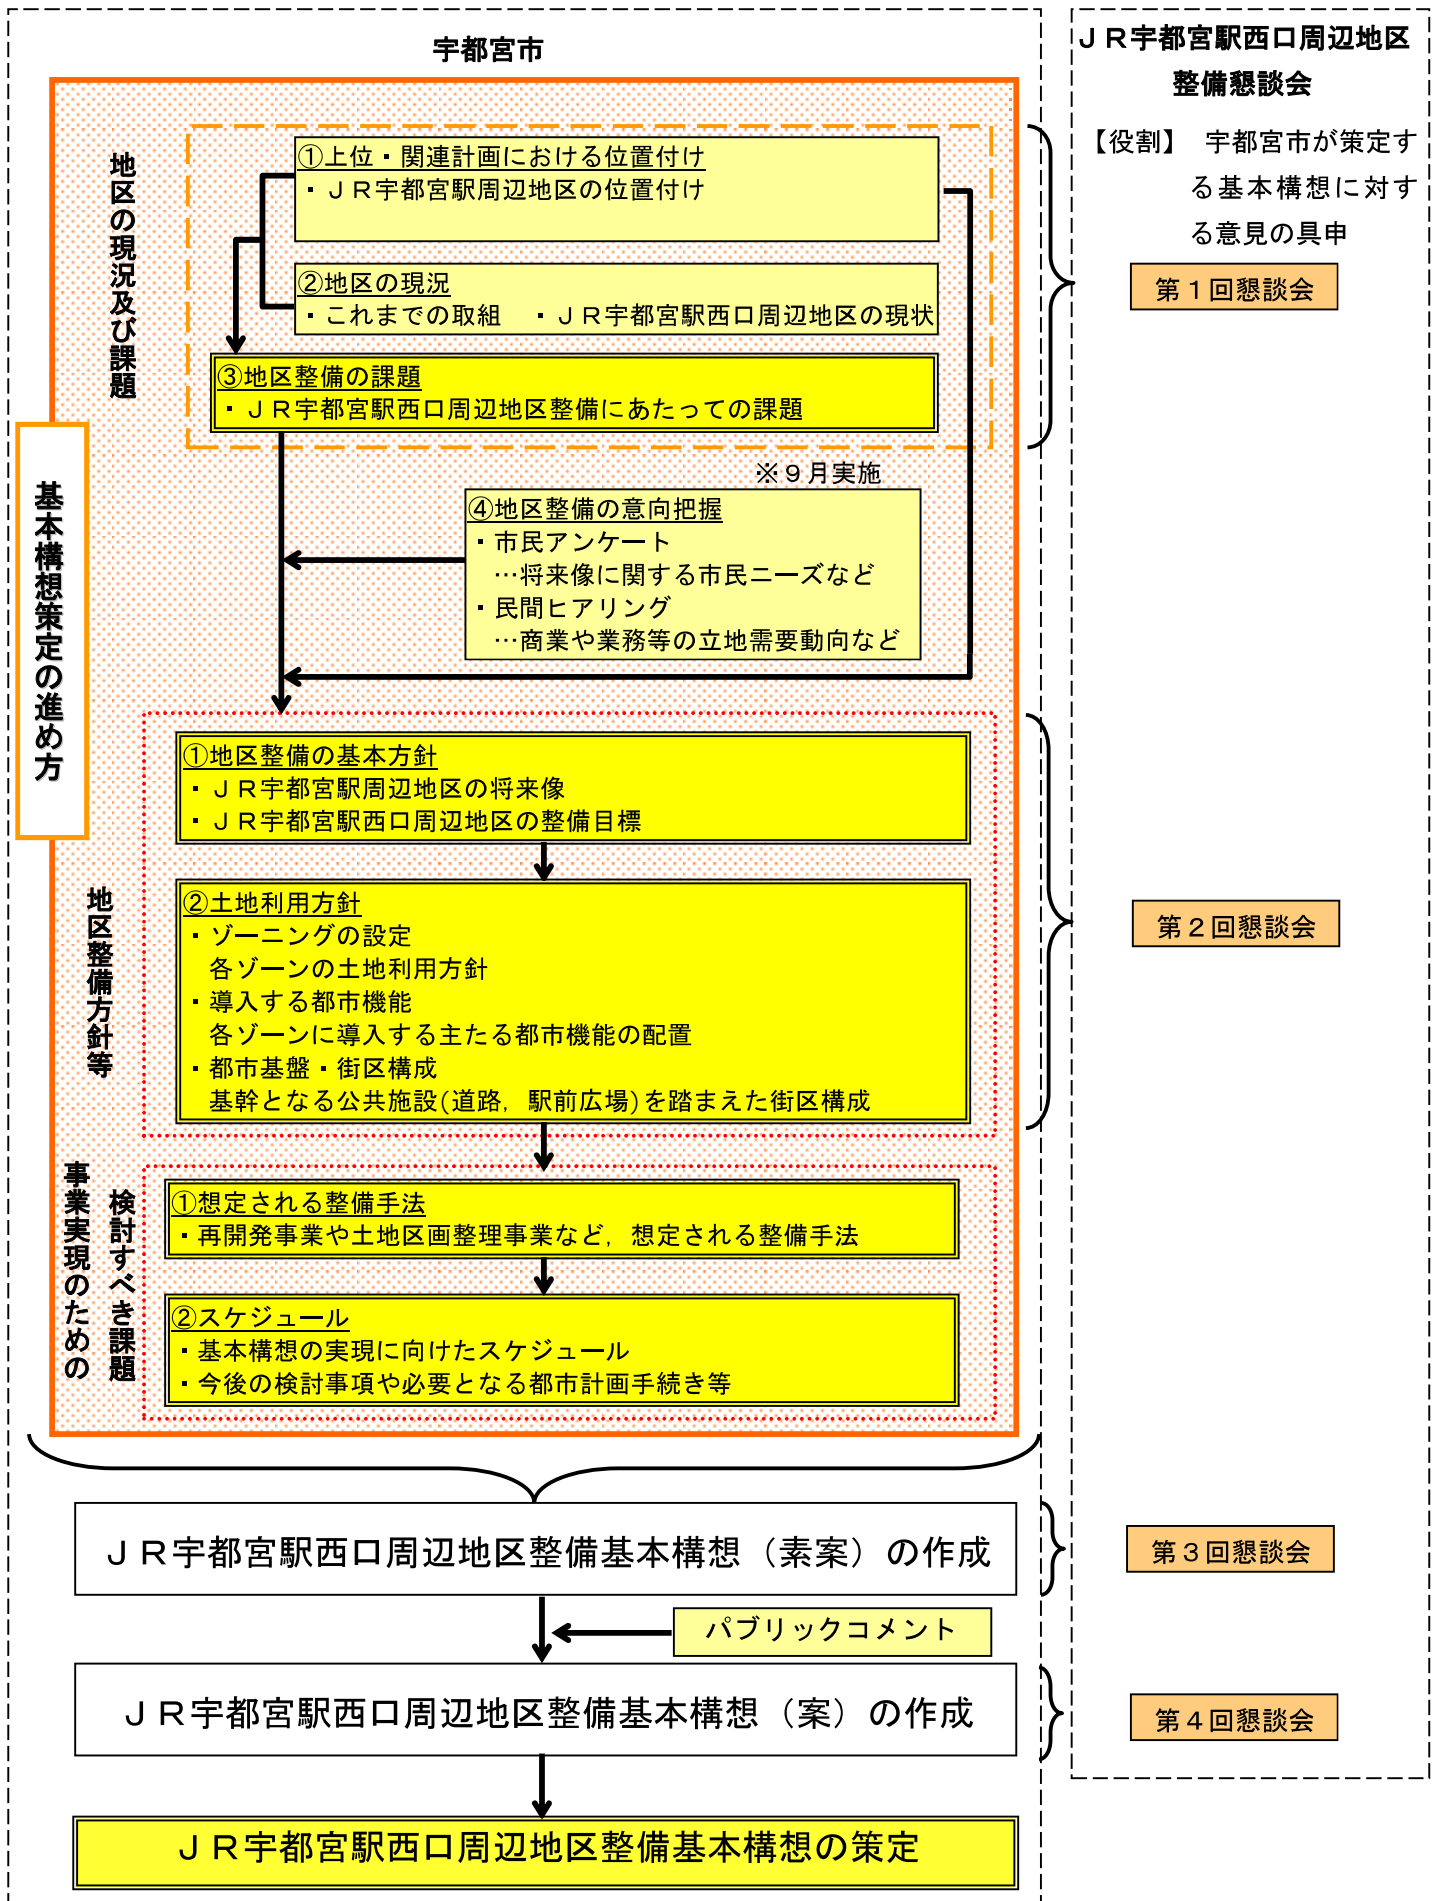 宇都宮市
基本構想策定の進め方
地区の現況及び課題
①上位・関連計画における位置付け
・ＪＲ宇都宮駅周辺地区の位置付け
②地区の現況
・これまでの取組　・ＪＲ宇都宮駅西口周辺地区の現状
③地区整備の課題
・ＪＲ宇都宮駅西口周辺地区整備にあたっての課題
※９月実施
④地区整備の意向把握
・市民アンケート
…将来像に関する市民ニーズなど
・民間ヒアリング
…商業や業務等の立地需要動向など
地区整備方針等
①地区整備の基本方針
・ＪＲ宇都宮駅周辺地区の将来像
・ＪＲ宇都宮駅西口周辺地区の整備目標
②土地利用方針
・ゾーニングの設定
各ゾーンの土地利用方針
・導入する都市機能
各ゾーンに導入する主たる都市機能の配置
・都市基盤・街区構成
基幹となる公共施設(道路，駅前広場)を踏まえた街区構成
事業実現のための
検討すべき課題
①想定される整備手法
・再開発事業や土地区画整理事業など，想定される整備手法
②スケジュール
・基本構想の実現に向けたスケジュール
・今後の検討事項や必要となる都市計画手続き等
ＪＲ宇都宮駅西口周辺地区整備基本構想（素案）の作成
パブリックコメント
ＪＲ宇都宮駅西口周辺地区整備基本構想（案）の作成
ＪＲ宇都宮駅西口周辺地区整備基本構想の策定
ＪＲ宇都宮駅西口周辺地区
整備懇談会
【役割】　宇都宮市が策定す
る基本構想に対す
る意見の具申
第１回懇談会
第２回懇談会
第３回懇談会
第４回懇談会